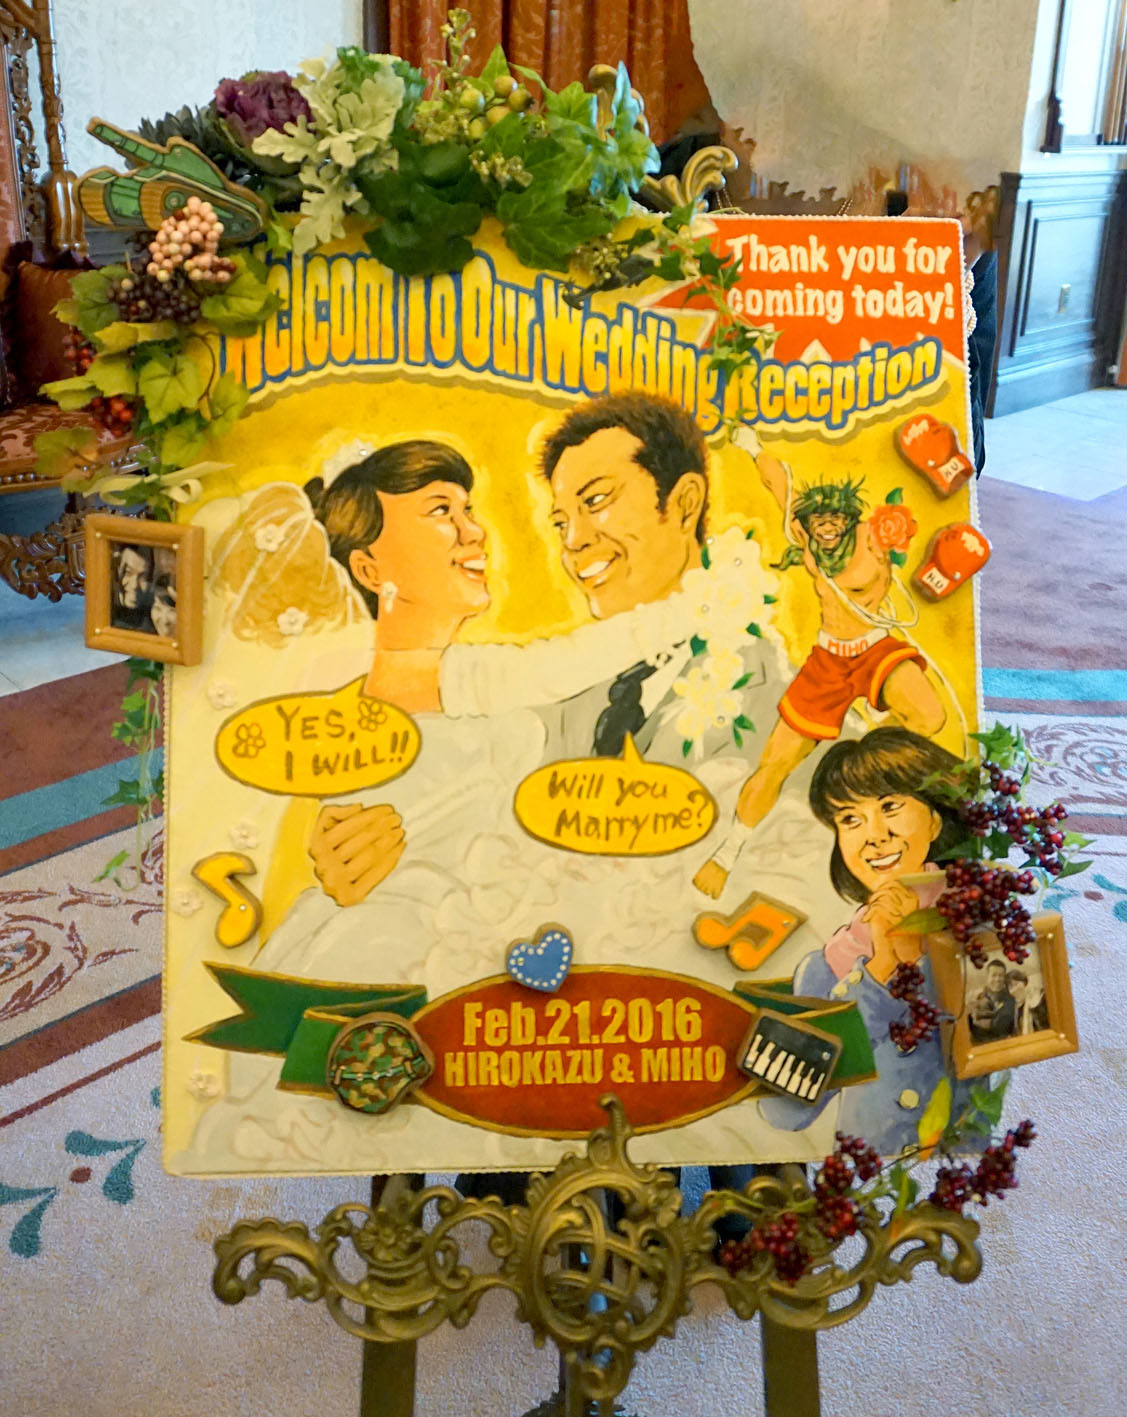 Welcom To Our Wedding Reception
Thank you for
coming today!
H.U
H.U
MIHO
YES,
I WILL!!
Will you
Marry me?
Feb.21.2016
HIROKAZU & MIHO